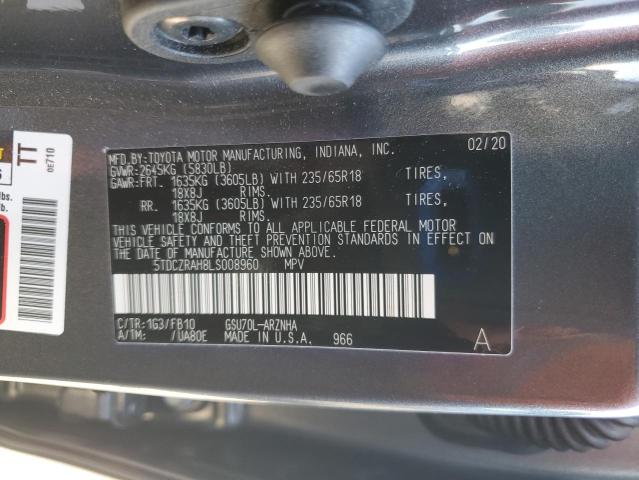 MFD.BY:TOYOTA MOTOR MANUFACTURING, INDIANA, INC. 02/20
GVWR:2645KG (5830LB)
GAWR:FRT. 1635KG (3605LB) WITH 235/65R18 TIRES,
18X8J RIMS.
RR. 1635KG (3605LB) WITH 235/65R18 TIRES,
18X8J RIMS.
THIS VEHICLE CONFORMS TO ALL APPLICABLE FEDERAL MOTOR
VEHICLE SAFETY AND THEFT PREVENTION STANDARDS IN EFFECT ON
THE DATE OF MANUFACTURE SHOWN ABOVE.
5TDCZRAH8LS008960 MPV
C/TR:1G3/FB10 GSU70L-ARZNHA
A/TM: /UA80E MADE IN U.S.A. 966 A
TT
0E710
lbs.